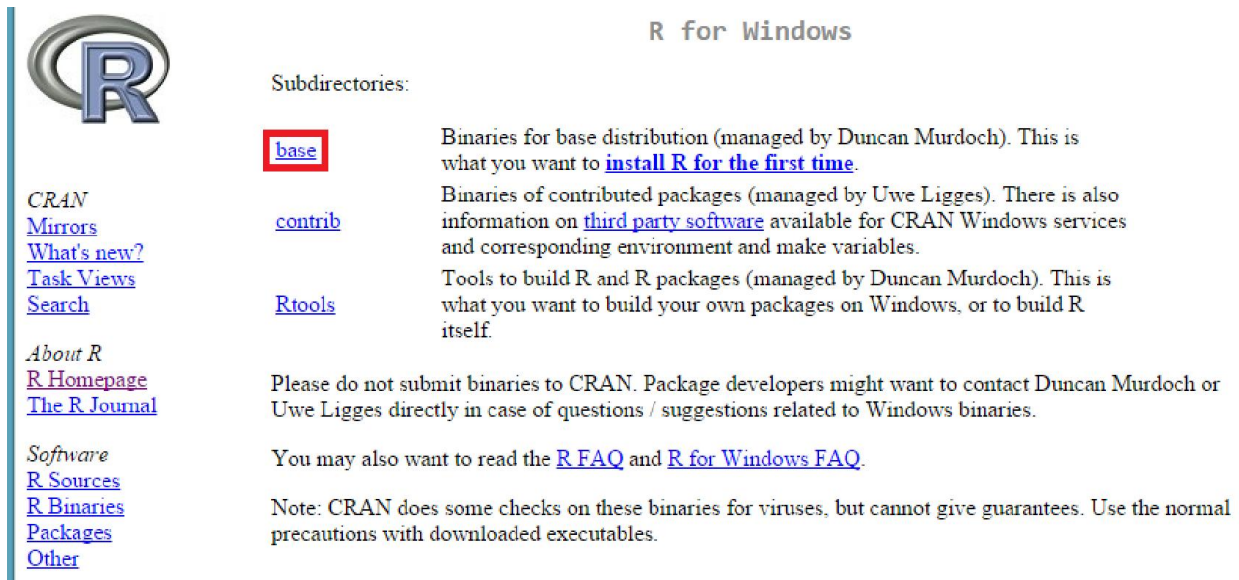 R
R for Windows
Subdirectories:
base
Binaries for base distribution (managed by Duncan Murdoch). This is
what you want to install R for the first time.
contrib
Binaries of contributed packages (managed by Uwe Ligges). There is also
information on third party software available for CRAN Windows services
and corresponding environment and make variables.
Rtools
Tools to build R and R packages (managed by Duncan Murdoch). This is
what you want to build your own packages on Windows, or to build R
itself.
Please do not submit binaries to CRAN. Package developers might want to contact Duncan Murdoch or
Uwe Ligges directly in case of questions / suggestions related to Windows binaries.
You may also want to read the R FAQ and R for Windows FAQ.
Note: CRAN does some checks on these binaries for viruses, but cannot give guarantees. Use the normal
precautions with downloaded executables.
CRAN
Mirrors
What's new?
Task Views
Search
About R
R Homepage
The R Journal
Software
R Sources
R Binaries
Packages
Other